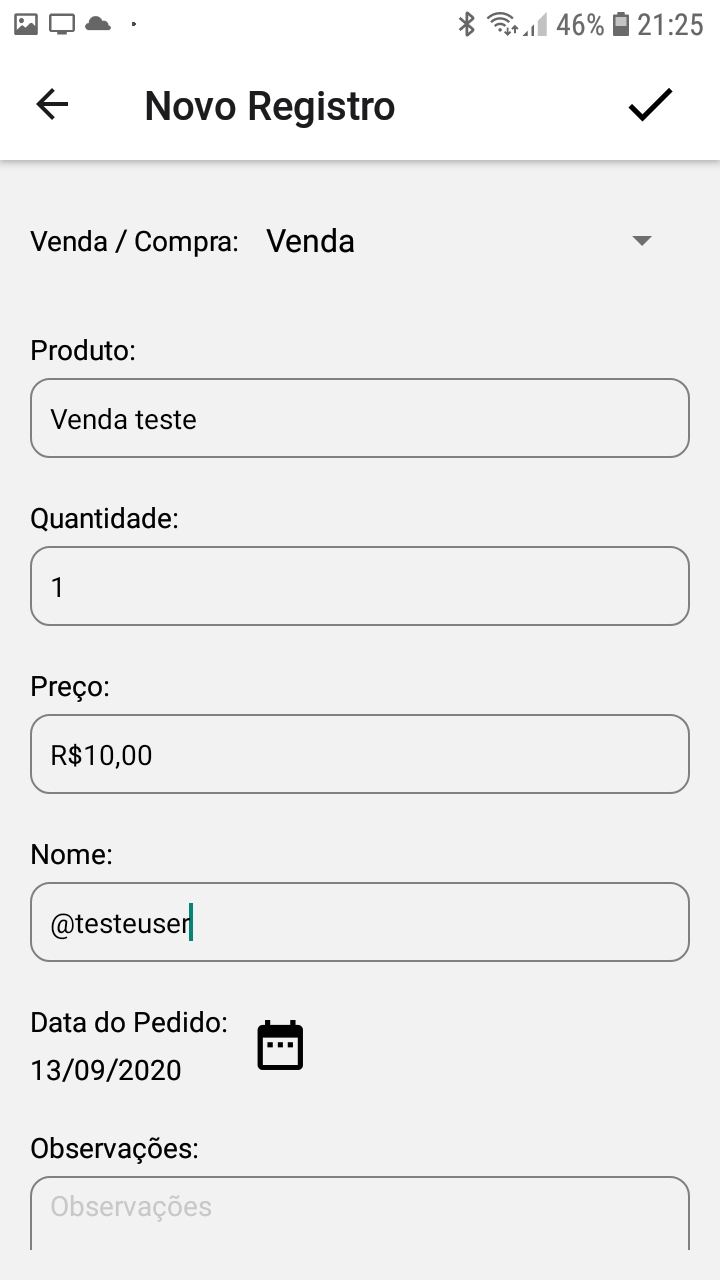 46% 21:25
Novo Registro
Venda / Compra: Venda
Produto:
Venda teste
Quantidade:
1
Preço:
R$10,00
Nome:
@testeuser
Data do Pedido:
13/09/2020
Observações:
Observações